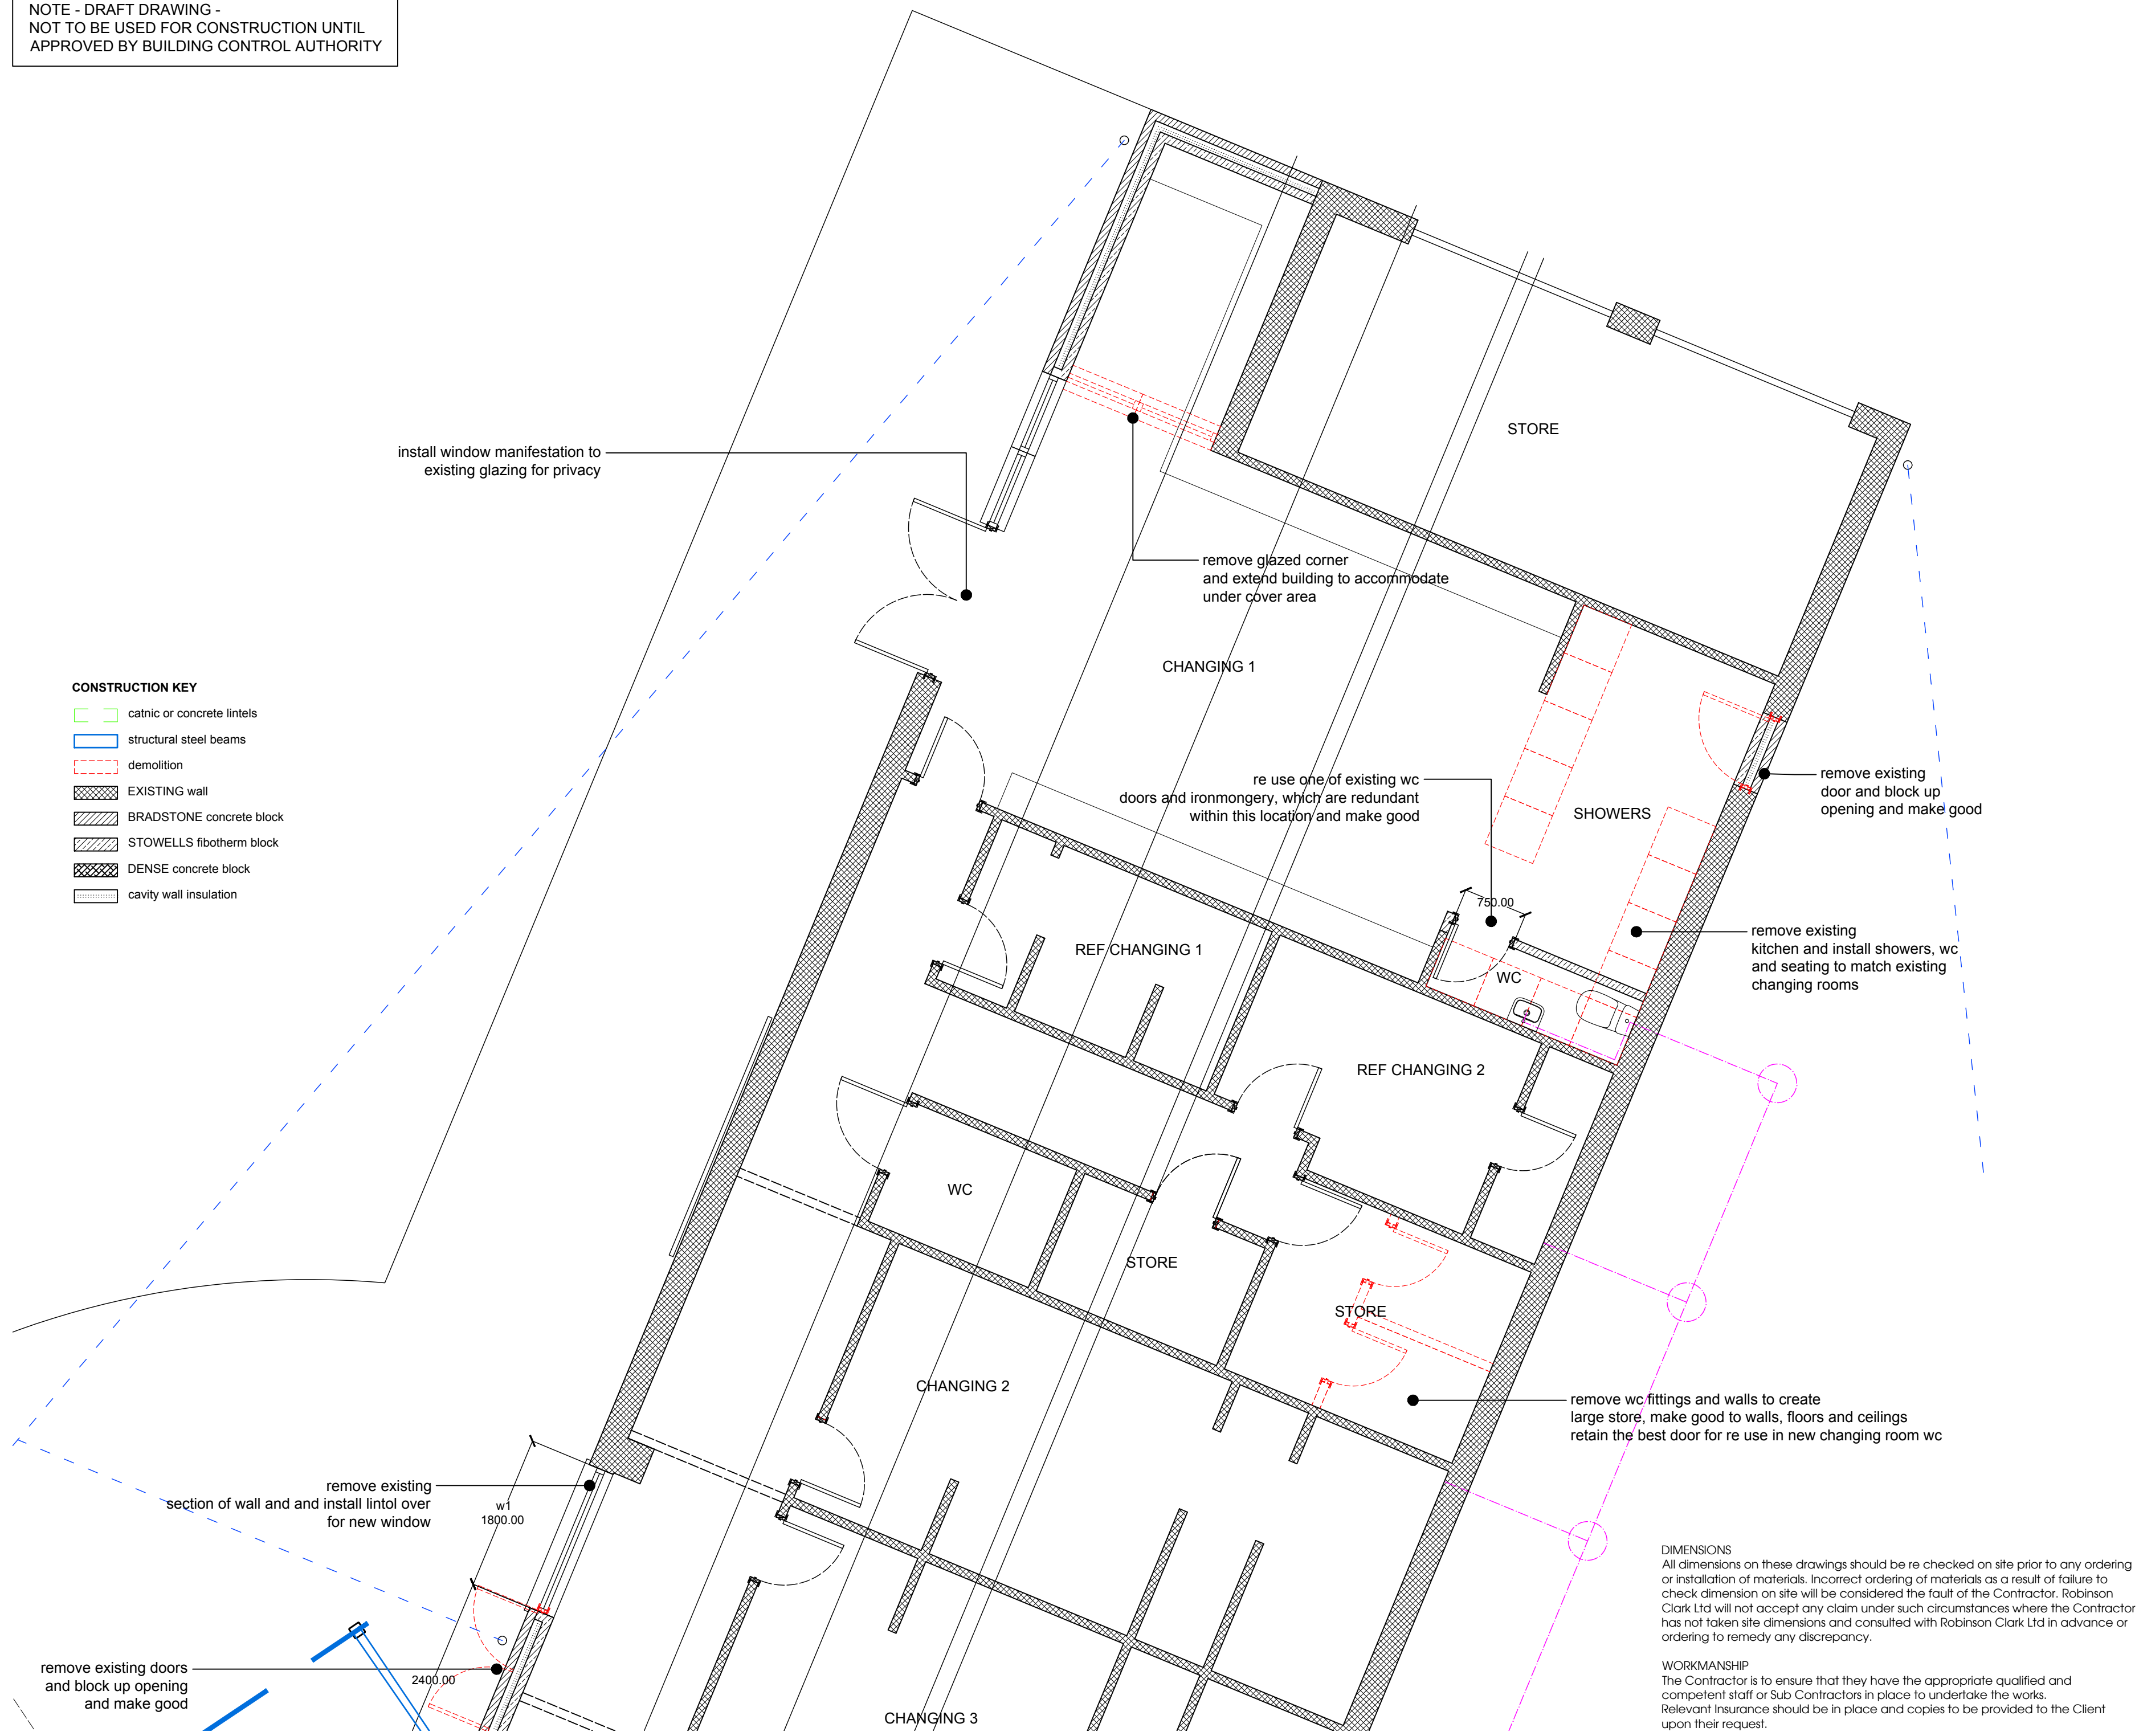 NOTE - DRAFT DRAWING -
NOT TO BE USED FOR CONSTRUCTION UNTIL
APPROVED BY BUILDING CONTROL AUTHORITY
STORE
install window manifestation to
existing glazing for privacy
remove glazed corner
and extend building to accommodate
under cover area
CHANGING 1
CONSTRUCTION KEY
catnic or concrete lintels
structural steel beams
demolition
EXISTING wall
BRADSTONE concrete block
STOWELLS fibotherm block
DENSE concrete block
cavity wall insulation
re use one of existing wc
doors and ironmongery, which are redundant
within this location and make good
SHOWERS
remove existing
door and block up
opening and make good
750.00
REF CHANGING 1
WC
remove existing
kitchen and install showers, wc
and seating to match existing
changing rooms
REF CHANGING 2
WC
STORE
STORE
CHANGING 2
remove wc fittings and walls to create
large store, make good to walls, floors and ceilings
retain the best door for re use in new changing room wc
remove existing
section of wall and and install lintol over
for new window
w1
1800.00
remove existing doors
and block up opening
and make good
2400.00
CHANGING 3
DIMENSIONS
All dimensions on these drawings should be re checked on site prior to any ordering
or installation of materials. Incorrect ordering of materials as a result of failure to
check dimension on site will be considered the fault of the Contractor. Robinson
Clark Ltd will not accept any claim under such circumstances where the Contractor
has not taken site dimensions and consulted with Robinson Clark Ltd in advance or
ordering to remedy any discrepancy.
WORKMANSHIP
The Contractor is to ensure that they have the appropriate qualified and
competent staff or Sub Contractors in place to undertake the works.
Relevant Insurance should be in place and copies to be provided to the Client
upon their request.